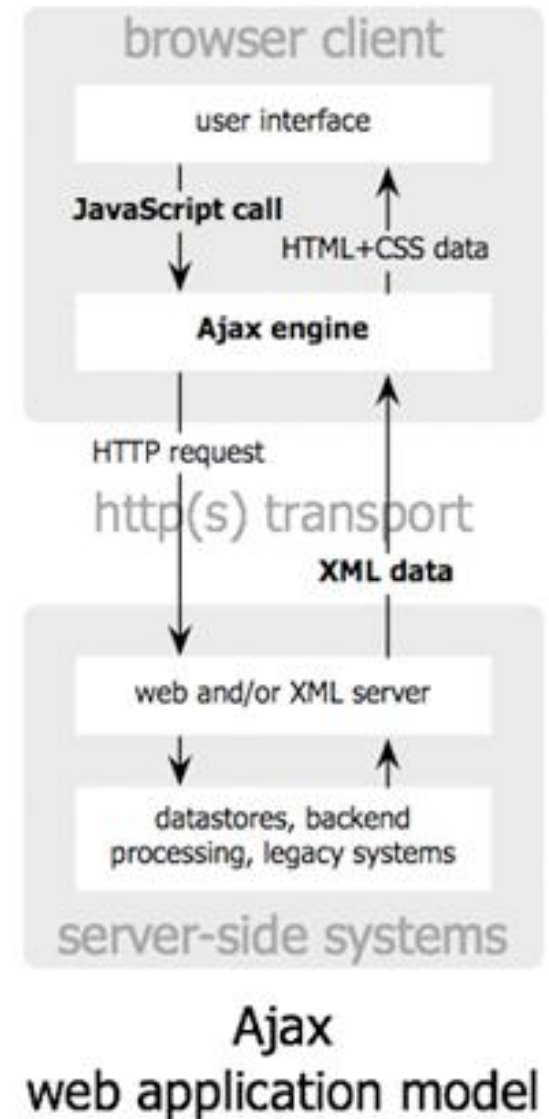 browser client
user interface
JavaScript call
HTML+CSS data
Ajax engine
HTTP request
http(s) transport
XML data
web and/or XML server
datastores, backend
processing, legacy systems
server-side systems
Ajax
web application model